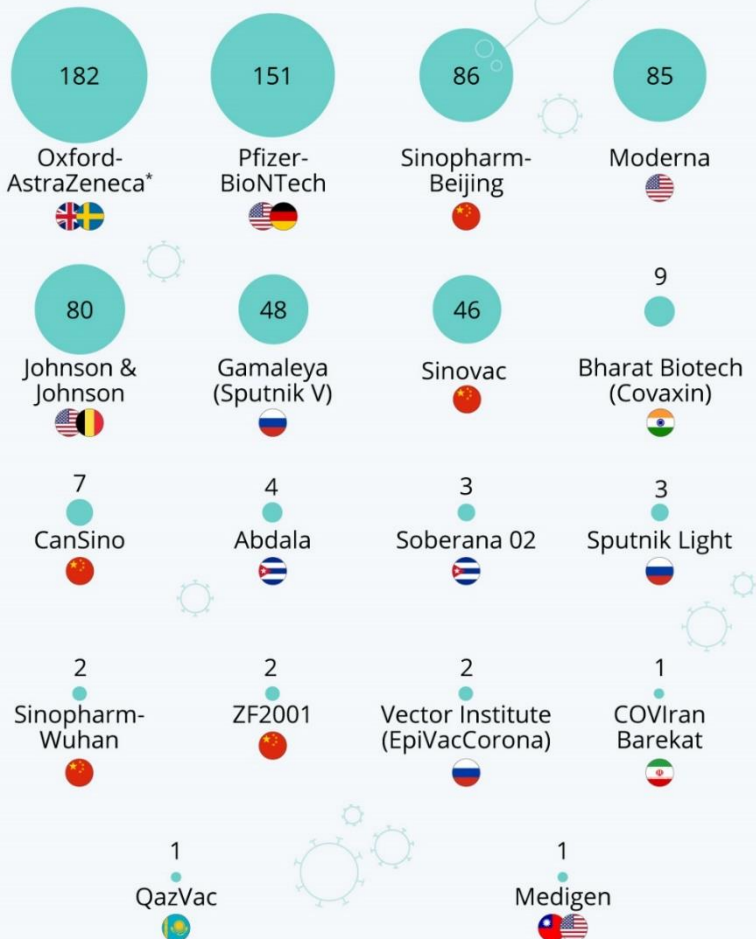 182
151
86
85
Oxford-
AstraZeneca*
Pfizer-
BioNTech
Sinopharm-
Beijing
Moderna
80
48
46
9
Johnson &
Johnson
Gamaleya
(Sputnik V)
Sinovac
Bharat Biotech
(Covaxin)
7
4
3
3
CanSino
Abdala
Soberana 02
Sputnik Light
2
2
2
1
Sinopharm-
Wuhan
ZF2001
Vector Institute
(EpiVacCorona)
COVIran
Barekat
1
1
QazVac
Medigen